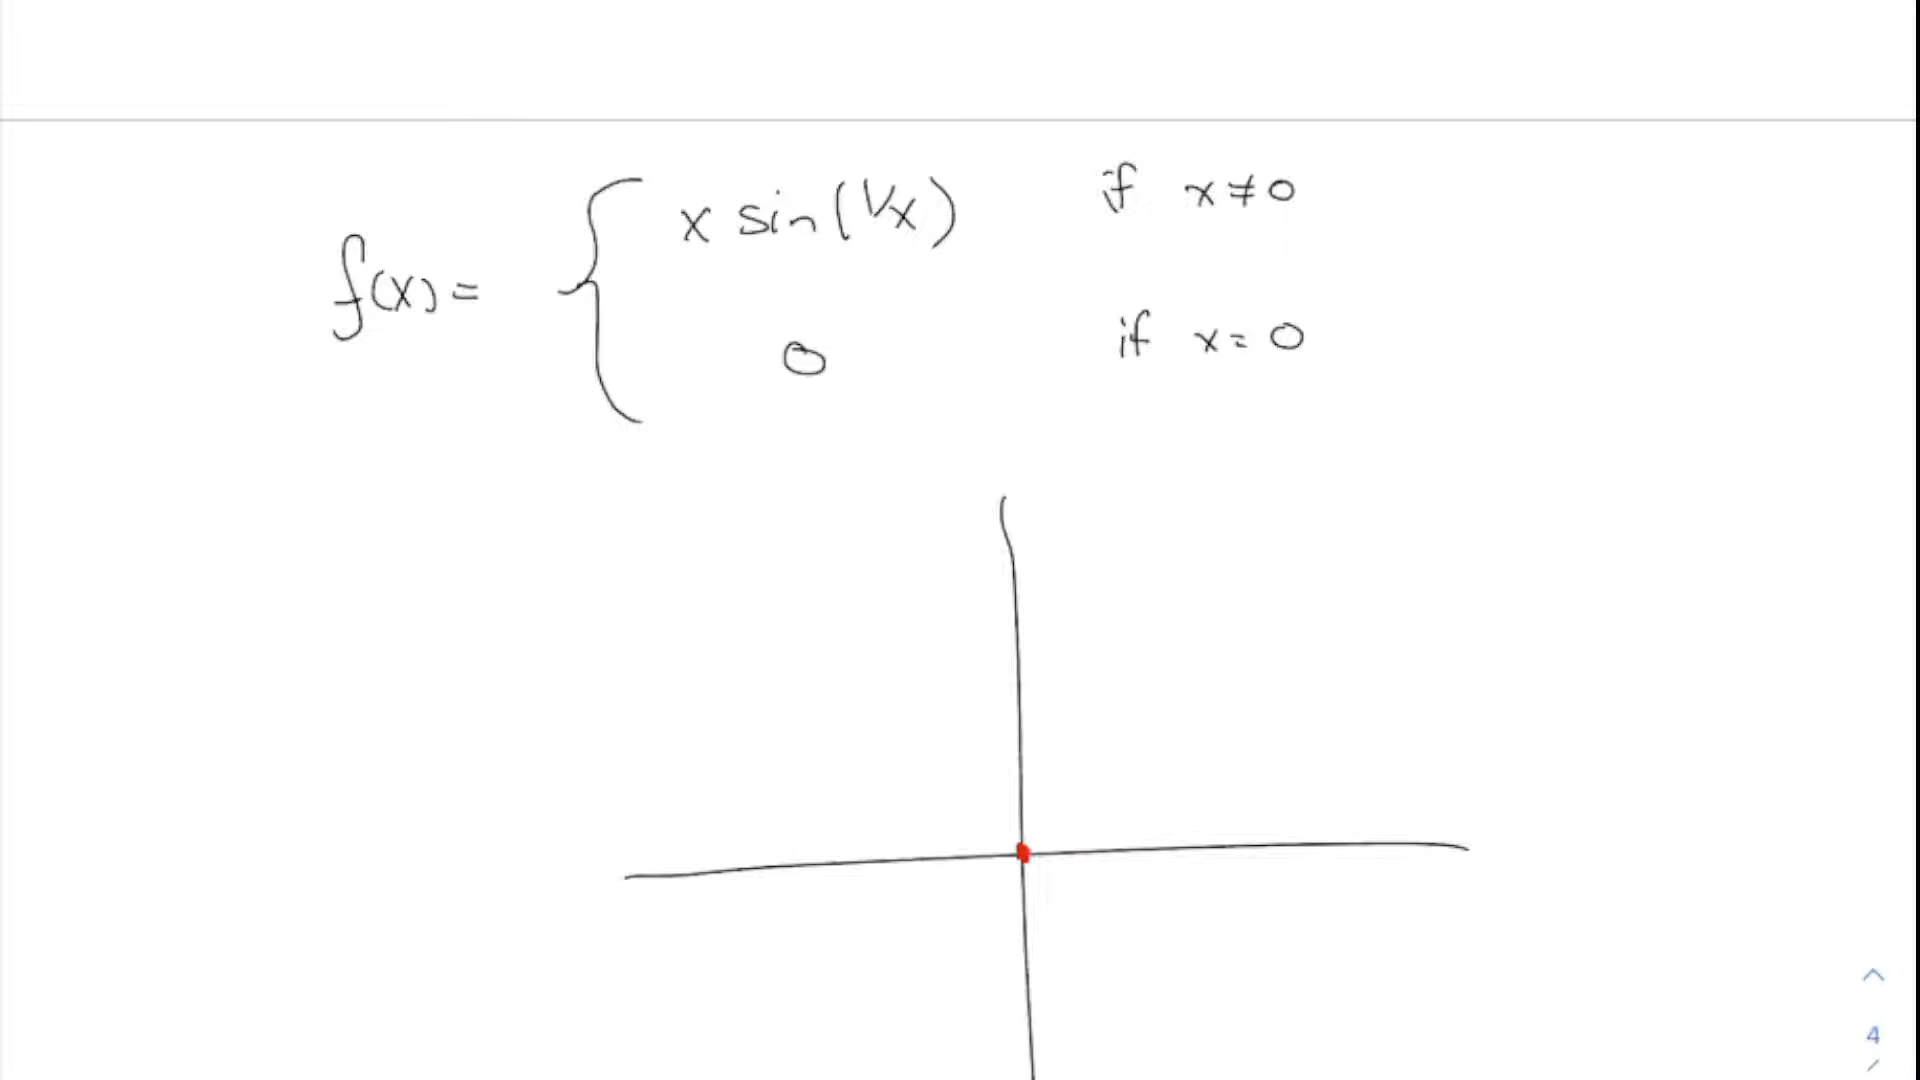 x sin(1/x) if x≠0
f(x)=
0 if x=0
4